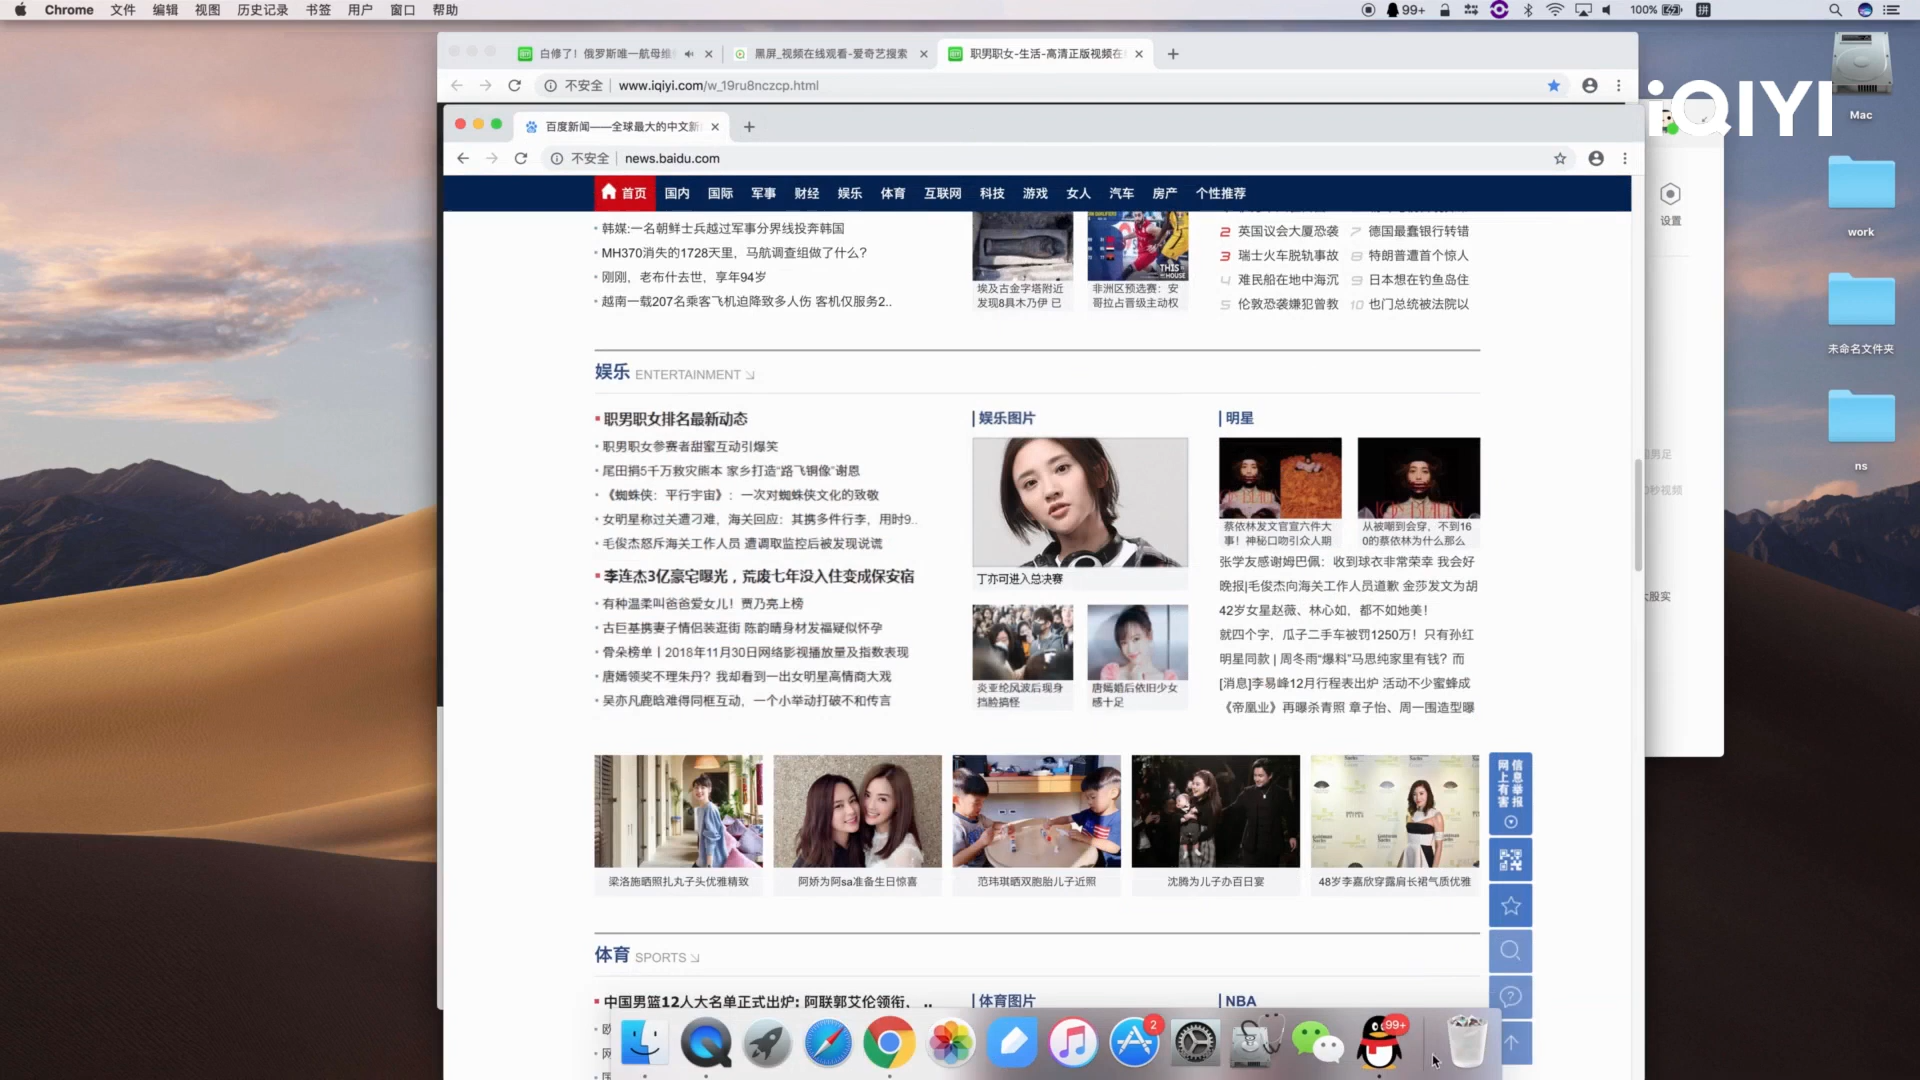 Chrome 文件 编辑 视图 历史记录 书签 用户 窗口 帮助
99+ 100% 拼
白修了！俄罗斯唯一航母维
黑屏_视频在线观看-爱奇艺搜索
职男职女-生活-高清正版视频在
不安全 www.iqiyi.com/w_19ru8nczcp.html
iQIYI
Mac
work
未命名文件夹
ns
设置
百度新闻——全球最大的中文新
不安全 news.baidu.com
首页 国内 国际 军事 财经 娱乐 体育 互联网 科技 游戏 女人 汽车 房产 个性推荐
韩媒:一名朝鲜士兵越过军事分界线投奔韩国
MH370消失的1728天里，马航调查组做了什么？
刚刚，老布什去世，享年94岁
越南一载207名乘客飞机迫降致多人伤 客机仅服务2..
THIS
HOUSE
埃及古金字塔附近
发现8具木乃伊 已
非洲区预选赛：安
哥拉占晋级主动权
2 英国议会大厦恐袭 7 德国最蠢银行转错
3 瑞士火车脱轨事故 8 特朗普遭首个惊人
4 难民船在地中海沉 9 日本想在钓鱼岛住
5 伦敦恐袭嫌犯曾教 10 也门总统被法院以
娱乐 ENTERTAINMENT
职男职女排名最新动态
职男职女参赛者甜蜜互动引爆笑
尾田捐5千万救灾熊本 家乡打造“路飞铜像”谢恩
《蜘蛛侠：平行宇宙》：一次对蜘蛛侠文化的致敬
女明星称过关遭刁难，海关回应：其携多件行李，用时9..
毛俊杰怒斥海关工作人员 遭调取监控后被发现说谎
李连杰3亿豪宅曝光，荒废七年没入住变成保安宿
有种温柔叫爸爸爱女儿！贾乃亮上榜
古巨基携妻子情侣装逛街 陈韵晴身材发福疑似怀孕
骨朵榜单丨2018年11月30日网络影视播放量及指数表现
唐嫣领奖不理朱丹？我却看到一出女明星高情商大戏
吴亦凡鹿晗难得同框互动，一个小举动打破不和传言
娱乐图片
丁亦可进入总决赛
炎亚纶风波后现身
挡脸搞怪
唐嫣婚后依旧少女
感十足
明星
蔡依林发文官宣六件大
事！神秘口吻引众人期
从被嘲到会穿，不到16
0的蔡依林为什么那么
张学友感谢姆巴佩：收到球衣非常荣幸 我会好
晚报|毛俊杰向海关工作人员道歉 金莎发文为胡
42岁女星赵薇、林心如，都不如她美！
就四个字，瓜子二手车被罚1250万！只有孙红
明星同款 | 周冬雨“爆料”马思纯家里有钱？而
[消息]李易峰12月行程表出炉 活动不少蜜蜂成
《帝凰业》再曝杀青照 章子怡、周一围造型曝
梁洛施晒照扎丸子头优雅精致
阿娇为阿sa准备生日惊喜
范玮琪晒双胞胎儿子近照
沈腾为儿子办百日宴
48岁李嘉欣穿露肩长裙气质优雅
网上有害
信息举报
体育 SPORTS
中国男篮12人大名单正式出炉: 阿联郭艾伦领衔、 ..
体育图片
NBA
2
99+